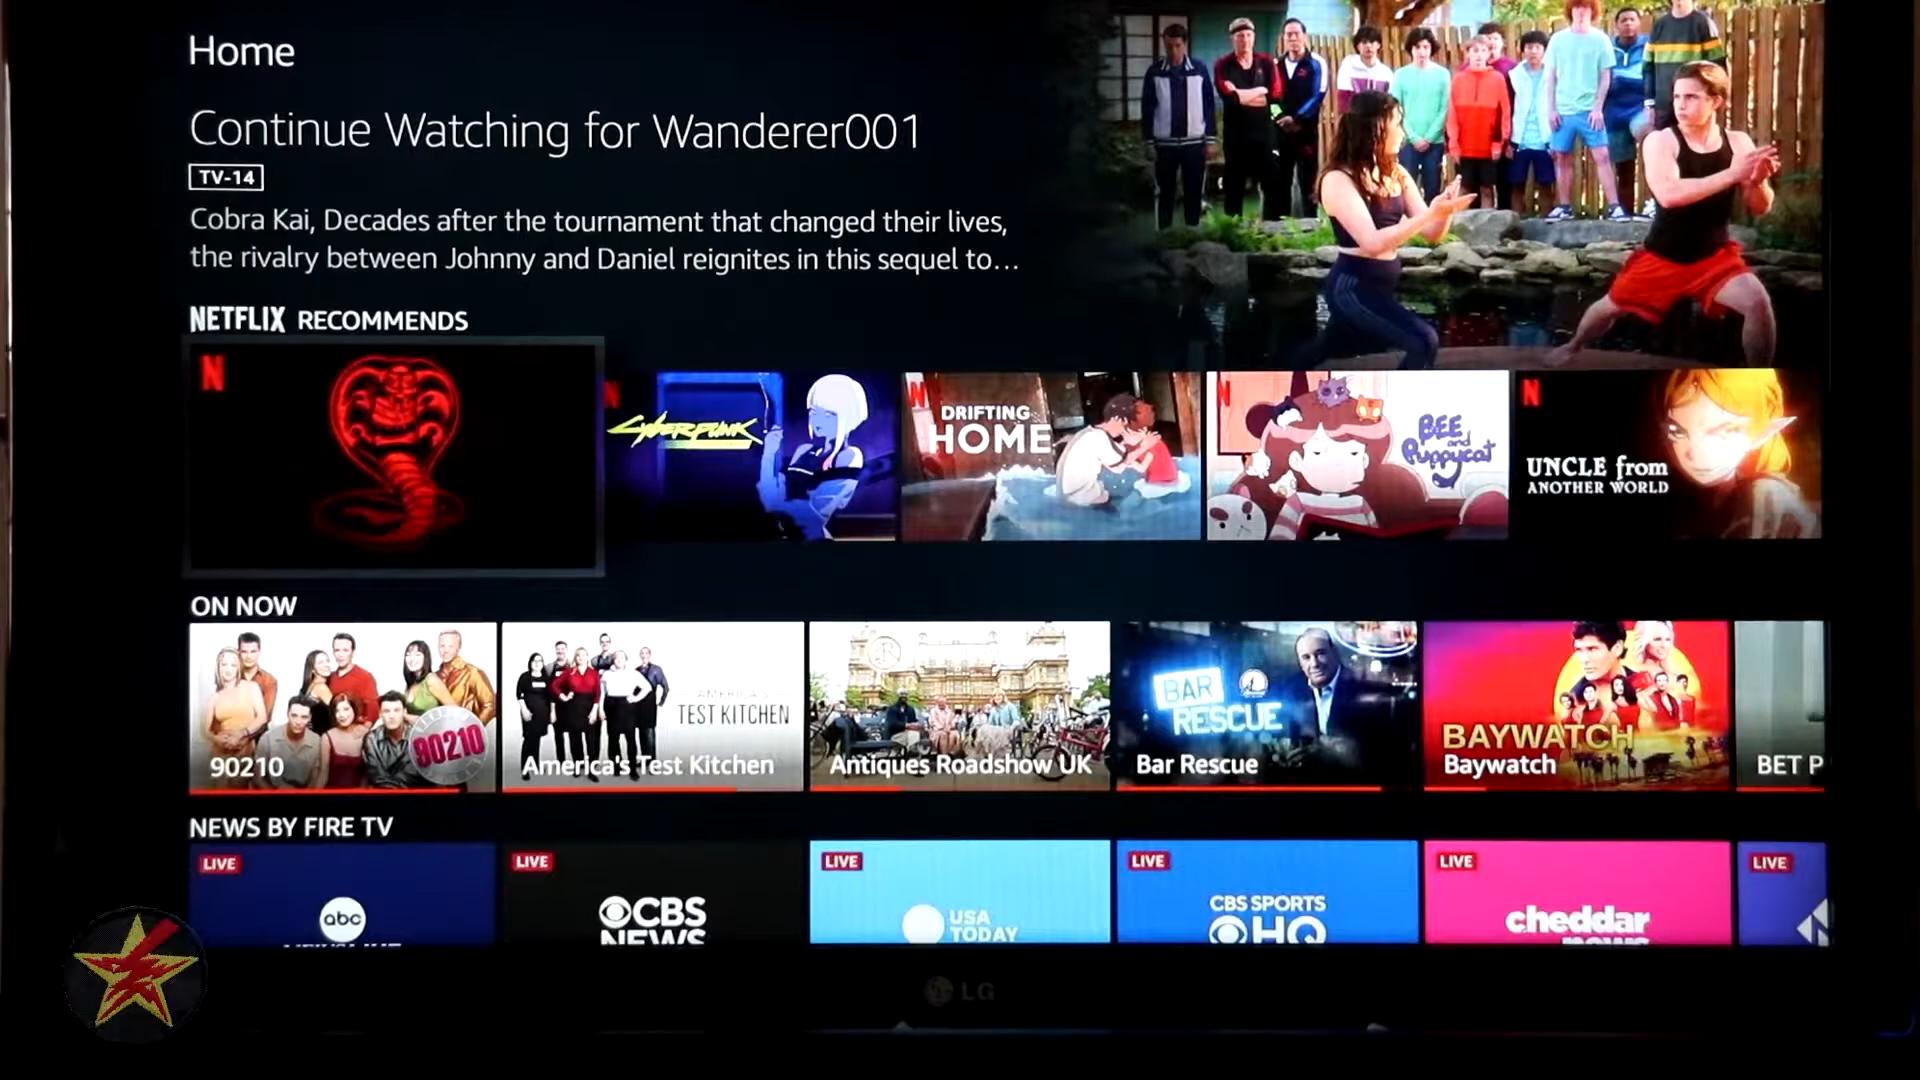 Home
Continue Watching for Wanderer001
TV-14
Cobra Kai, Decades after the tournament that changed their lives,
the rivalry between Johnny and Daniel reignites in this sequel to...
NETFLIX RECOMMENDS
N
N
CYBERPUNK
N
DRIFTING
HOME
N
BEE
and
Puppycat
N
UNCLE from
ANOTHER WORLD
ON NOW
90210
90210
AMERICA'S
TEST KITCHEN
America's Test Kitchen
Antiques Roadshow UK
BAR
RESCUE
Bar Rescue
BAYWATCH
Baywatch
BET P
NEWS BY FIRE TV
LIVE
abc
LIVE
CBS
NEWS
LIVE
USA
TODAY
LIVE
CBS SPORTS
HQ
LIVE
cheddar
news
LIVE
LG